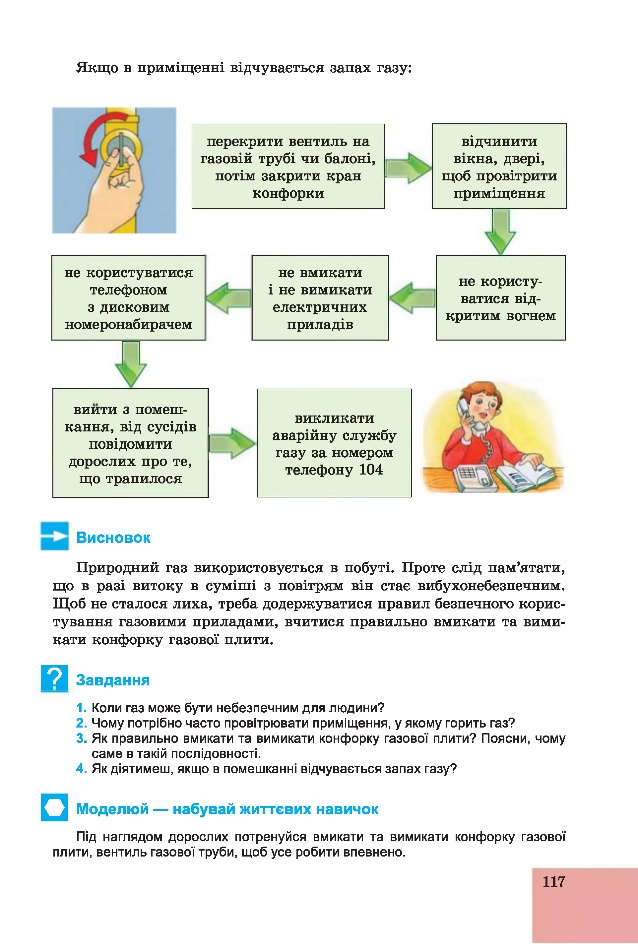 Якщо в приміщенні відчувається запах газу:
перекрити вентиль на
газовій трубі чи балоні,
потім закрити кран
конфорки
відчинити
вікна, двері,
щоб провітрити
приміщення
не користу-
ватися від-
критим вогнем
не вмикати
і не вимикати
електричних
приладів
не користуватися
телефоном
з дисковим
номеронабирачем
вийти з помеш-
кання, від сусідів
повідомити
дорослих про те,
що трапилося
викликати
аварійну службу
газу за номером
телефону 104
Висновок
Природний газ використовується в побуті. Проте слід пам’ятати,
що в разі витоку в суміші з повітрям він стає вибухонебезпечним.
Щоб не сталося лиха, треба додержуватися правил безпечного корис-
тування газовими приладами, вчитися правильно вмикати та вими-
кати конфорку газової плити.
? Завдання
1. Коли газ може бути небезпечним для людини?
2. Чому потрібно часто провітрювати приміщення, у якому горить газ?
3. Як правильно вмикати та вимикати конфорку газової плити? Поясни, чому
саме в такій послідовності.
4. Як діятимеш, якщо в помешканні відчувається запах газу?
Моделюй — набувай життєвих навичок
Під наглядом дорослих потренуйся вмикати та вимикати конфорку газової
плити, вентиль газової труби, щоб усе робити впевнено.
117